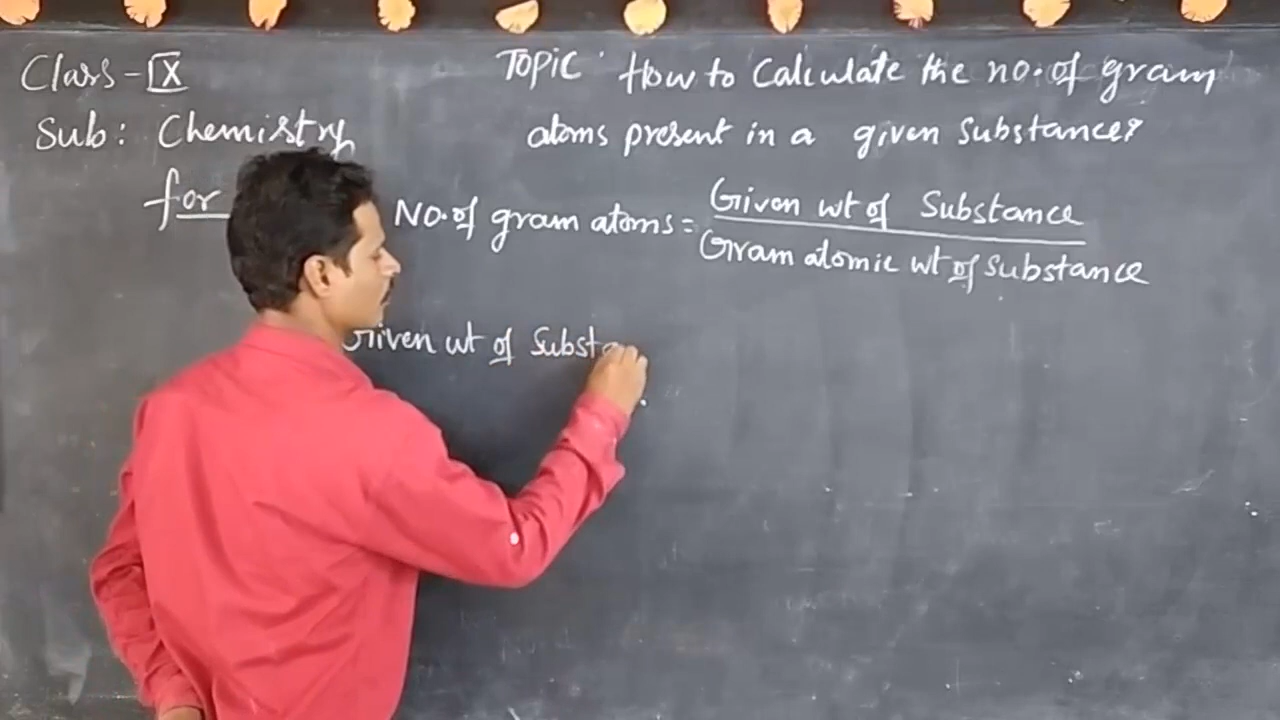 Class - IX
TOPIC : How to Calculate the no. of gram
Sub : Chemistry
atoms present in a given substance?
for
No. of gram atoms = Given wt of Substance
Gram atomic wt of substance
Given wt of Subst